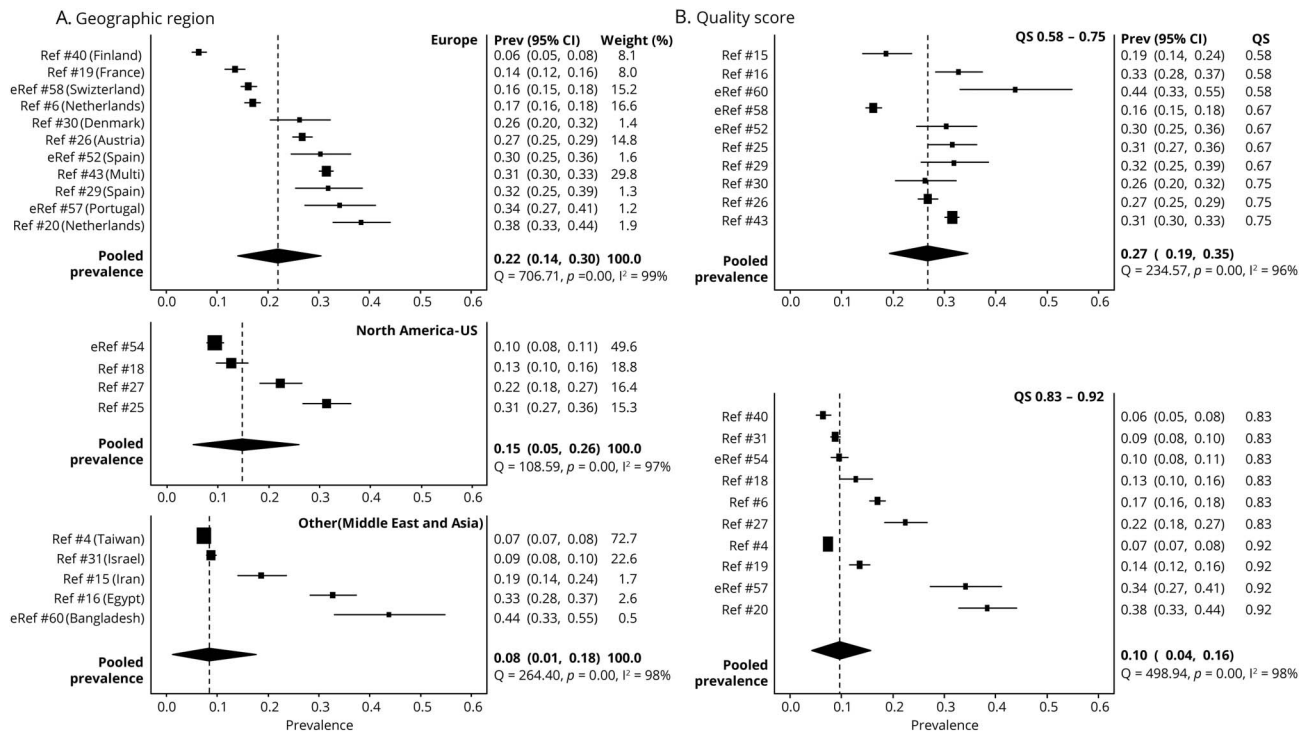 A. Geographic region
Europe Prev (95% CI) Weight (%)
Ref #40 (Finland) 0.06 (0.05, 0.08) 8.1
Ref #19 (France) 0.14 (0.12, 0.16) 8.0
eRef #58 (Swizterland) 0.16 (0.15, 0.18) 15.2
Ref #6 (Netherlands) 0.17 (0.16, 0.18) 16.6
Ref #30 (Denmark) 0.26 (0.20, 0.32) 1.4
Ref #26 (Austria) 0.27 (0.25, 0.29) 14.8
eRef #52 (Spain) 0.30 (0.25, 0.36) 1.6
Ref #43 (Multi) 0.31 (0.30, 0.33) 29.8
Ref #29 (Spain) 0.32 (0.25, 0.39) 1.3
eRef #57 (Portugal) 0.34 (0.27, 0.41) 1.2
Ref #20 (Netherlands) 0.38 (0.33, 0.44) 1.9
Pooled prevalence 0.22 (0.14, 0.30) 100.0
Q = 706.71, p =0.00, I² = 99%
0.0 0.1 0.2 0.3 0.4 0.5 0.6
North America-US
eRef #54 0.10 (0.08, 0.11) 49.6
Ref #18 0.13 (0.10, 0.16) 18.8
Ref #27 0.22 (0.18, 0.27) 16.4
Ref #25 0.31 (0.27, 0.36) 15.3
Pooled prevalence 0.15 (0.05, 0.26) 100.0
Q = 108.59, p = 0.00, I² = 97%
0.0 0.1 0.2 0.3 0.4 0.5 0.6
Other(Middle East and Asia)
Ref #4 (Taiwan) 0.07 (0.07, 0.08) 72.7
Ref #31 (Israel) 0.09 (0.08, 0.10) 22.6
Ref #15 (Iran) 0.19 (0.14, 0.24) 1.7
Ref #16 (Egypt) 0.33 (0.28, 0.37) 2.6
eRef #60 (Bangladesh) 0.44 (0.33, 0.55) 0.5
Pooled prevalence 0.08 (0.01, 0.18) 100.0
Q = 264.40, p = 0.00, I² = 98%
0.0 0.1 0.2 0.3 0.4 0.5 0.6
Prevalence
B. Quality score
QS 0.58 – 0.75 Prev (95% CI) QS
Ref #15 0.19 (0.14, 0.24) 0.58
Ref #16 0.33 (0.28, 0.37) 0.58
eRef #60 0.44 (0.33, 0.55) 0.58
eRef #58 0.16 (0.15, 0.18) 0.67
eRef #52 0.30 (0.25, 0.36) 0.67
Ref #25 0.31 (0.27, 0.36) 0.67
Ref #29 0.32 (0.25, 0.39) 0.67
Ref #30 0.26 (0.20, 0.32) 0.75
Ref #26 0.27 (0.25, 0.29) 0.75
Ref #43 0.31 (0.30, 0.33) 0.75
Pooled prevalence 0.27 ( 0.19, 0.35)
Q = 234.57, p = 0.00, I² = 96%
0.0 0.1 0.2 0.3 0.4 0.5 0.6
QS 0.83 – 0.92
Ref #40 0.06 (0.05, 0.08) 0.83
Ref #31 0.09 (0.08, 0.10) 0.83
eRef #54 0.10 (0.08, 0.11) 0.83
Ref #18 0.13 (0.10, 0.16) 0.83
Ref #6 0.17 (0.16, 0.18) 0.83
Ref #27 0.22 (0.18, 0.27) 0.83
Ref #4 0.07 (0.07, 0.08) 0.92
Ref #19 0.14 (0.12, 0.16) 0.92
eRef #57 0.34 (0.27, 0.41) 0.92
Ref #20 0.38 (0.33, 0.44) 0.92
Pooled prevalence 0.10 ( 0.04, 0.16)
Q = 498.94, p = 0.00, I² = 98%
0.0 0.1 0.2 0.3 0.4 0.5 0.6
Prevalence